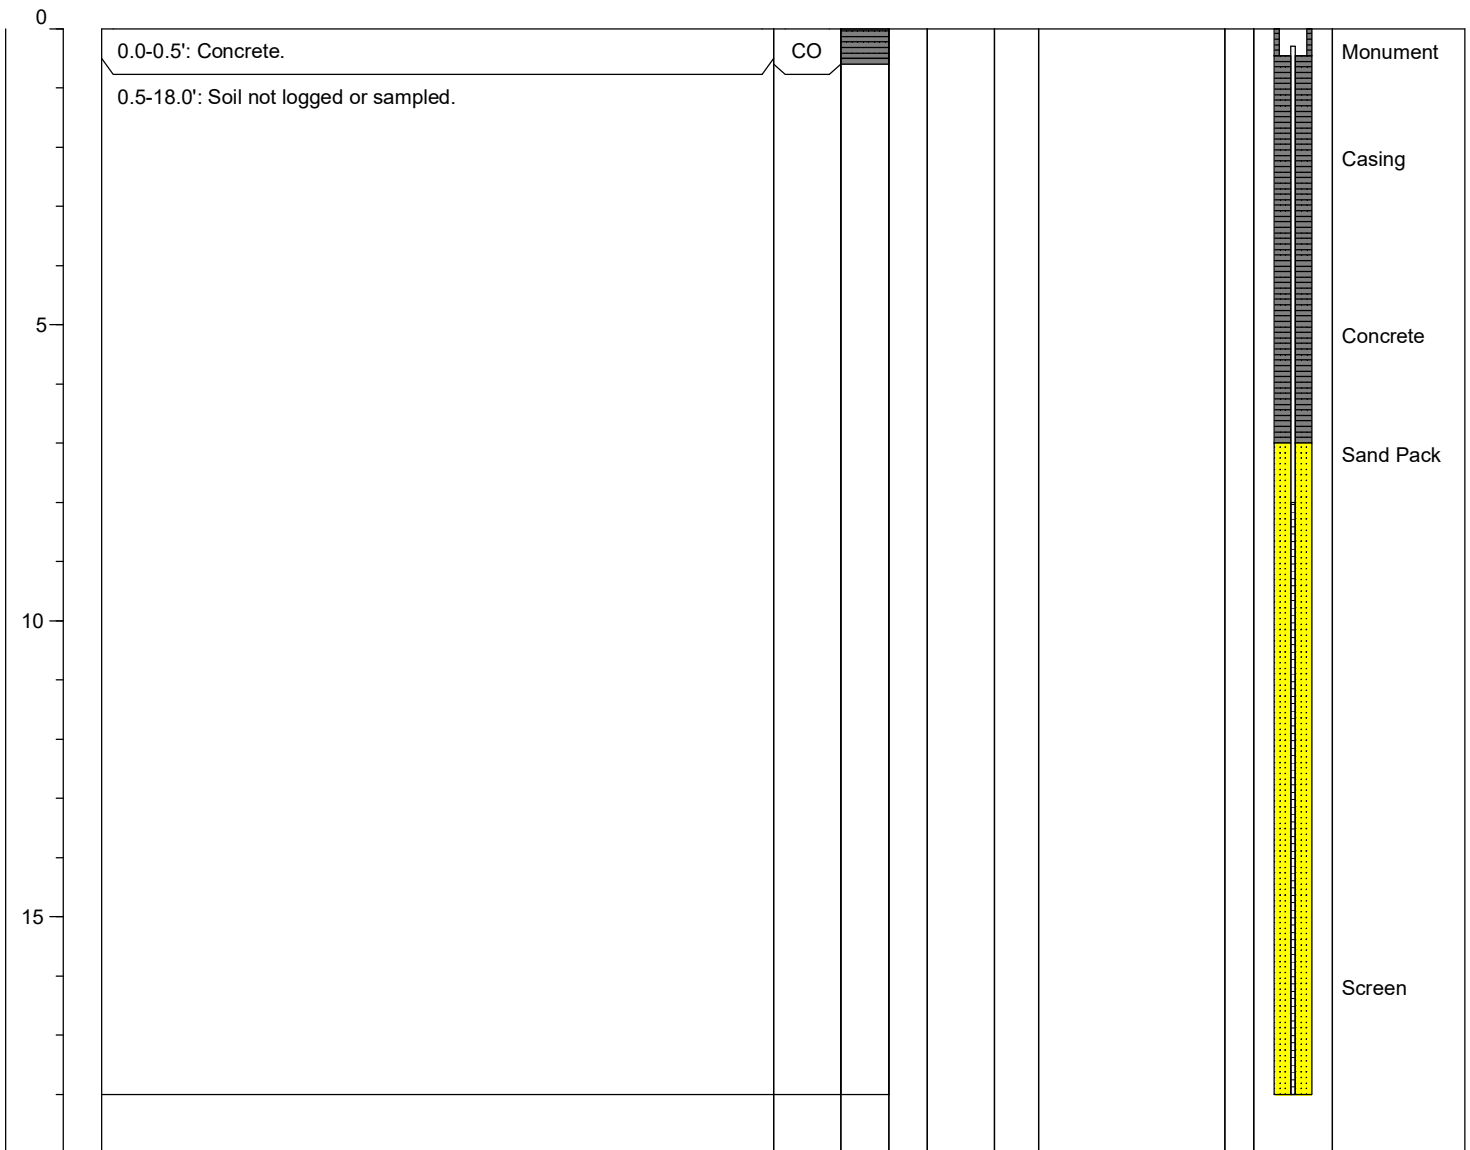 0
0.0-0.5': Concrete.
CO
Monument
0.5-18.0': Soil not logged or sampled.
Casing
5
Concrete
Sand Pack
10
15
Screen